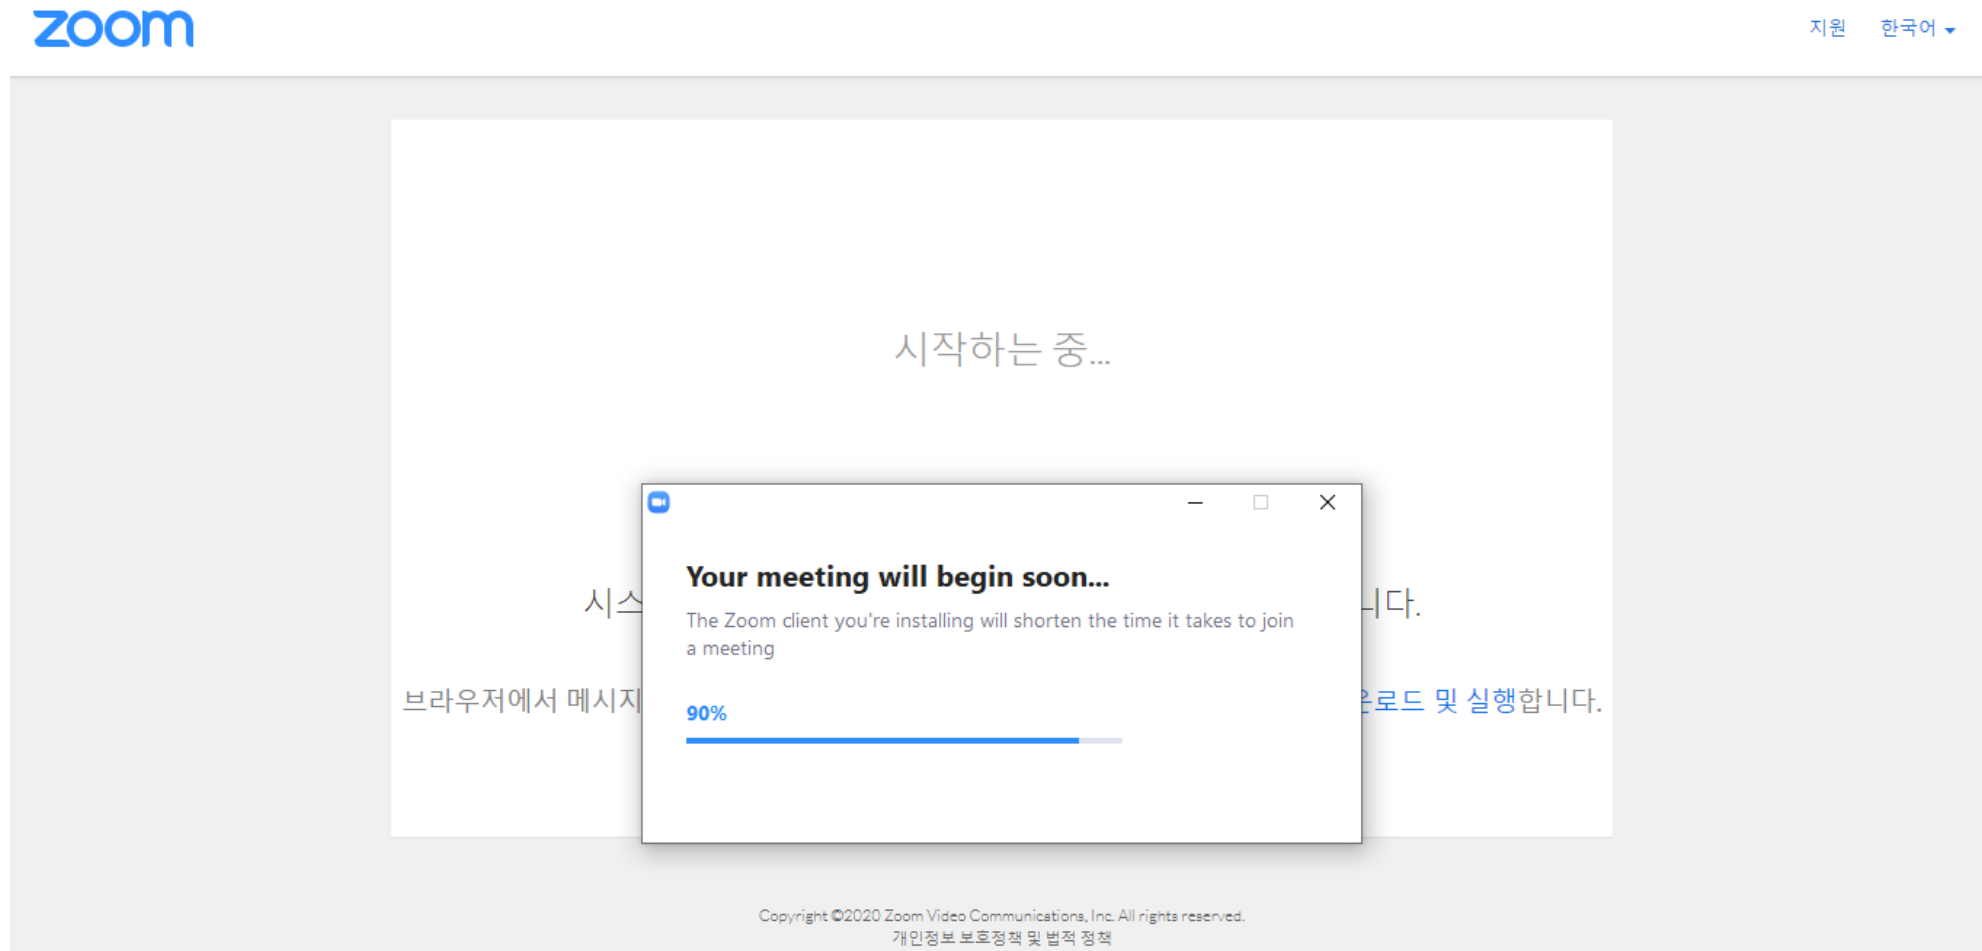 zoom
지원 한국어
시작하는 중...
Your meeting will begin soon...
시
니다.
The Zoom client you're installing will shorten the time it takes to join
a meeting
브라우저에서 메시지
로드 및 실행합니다.
90%
Copyright ©2020 Zoom Video Communications, Inc. All rights reserved.
개인정보 보호정책 및 법적 정책